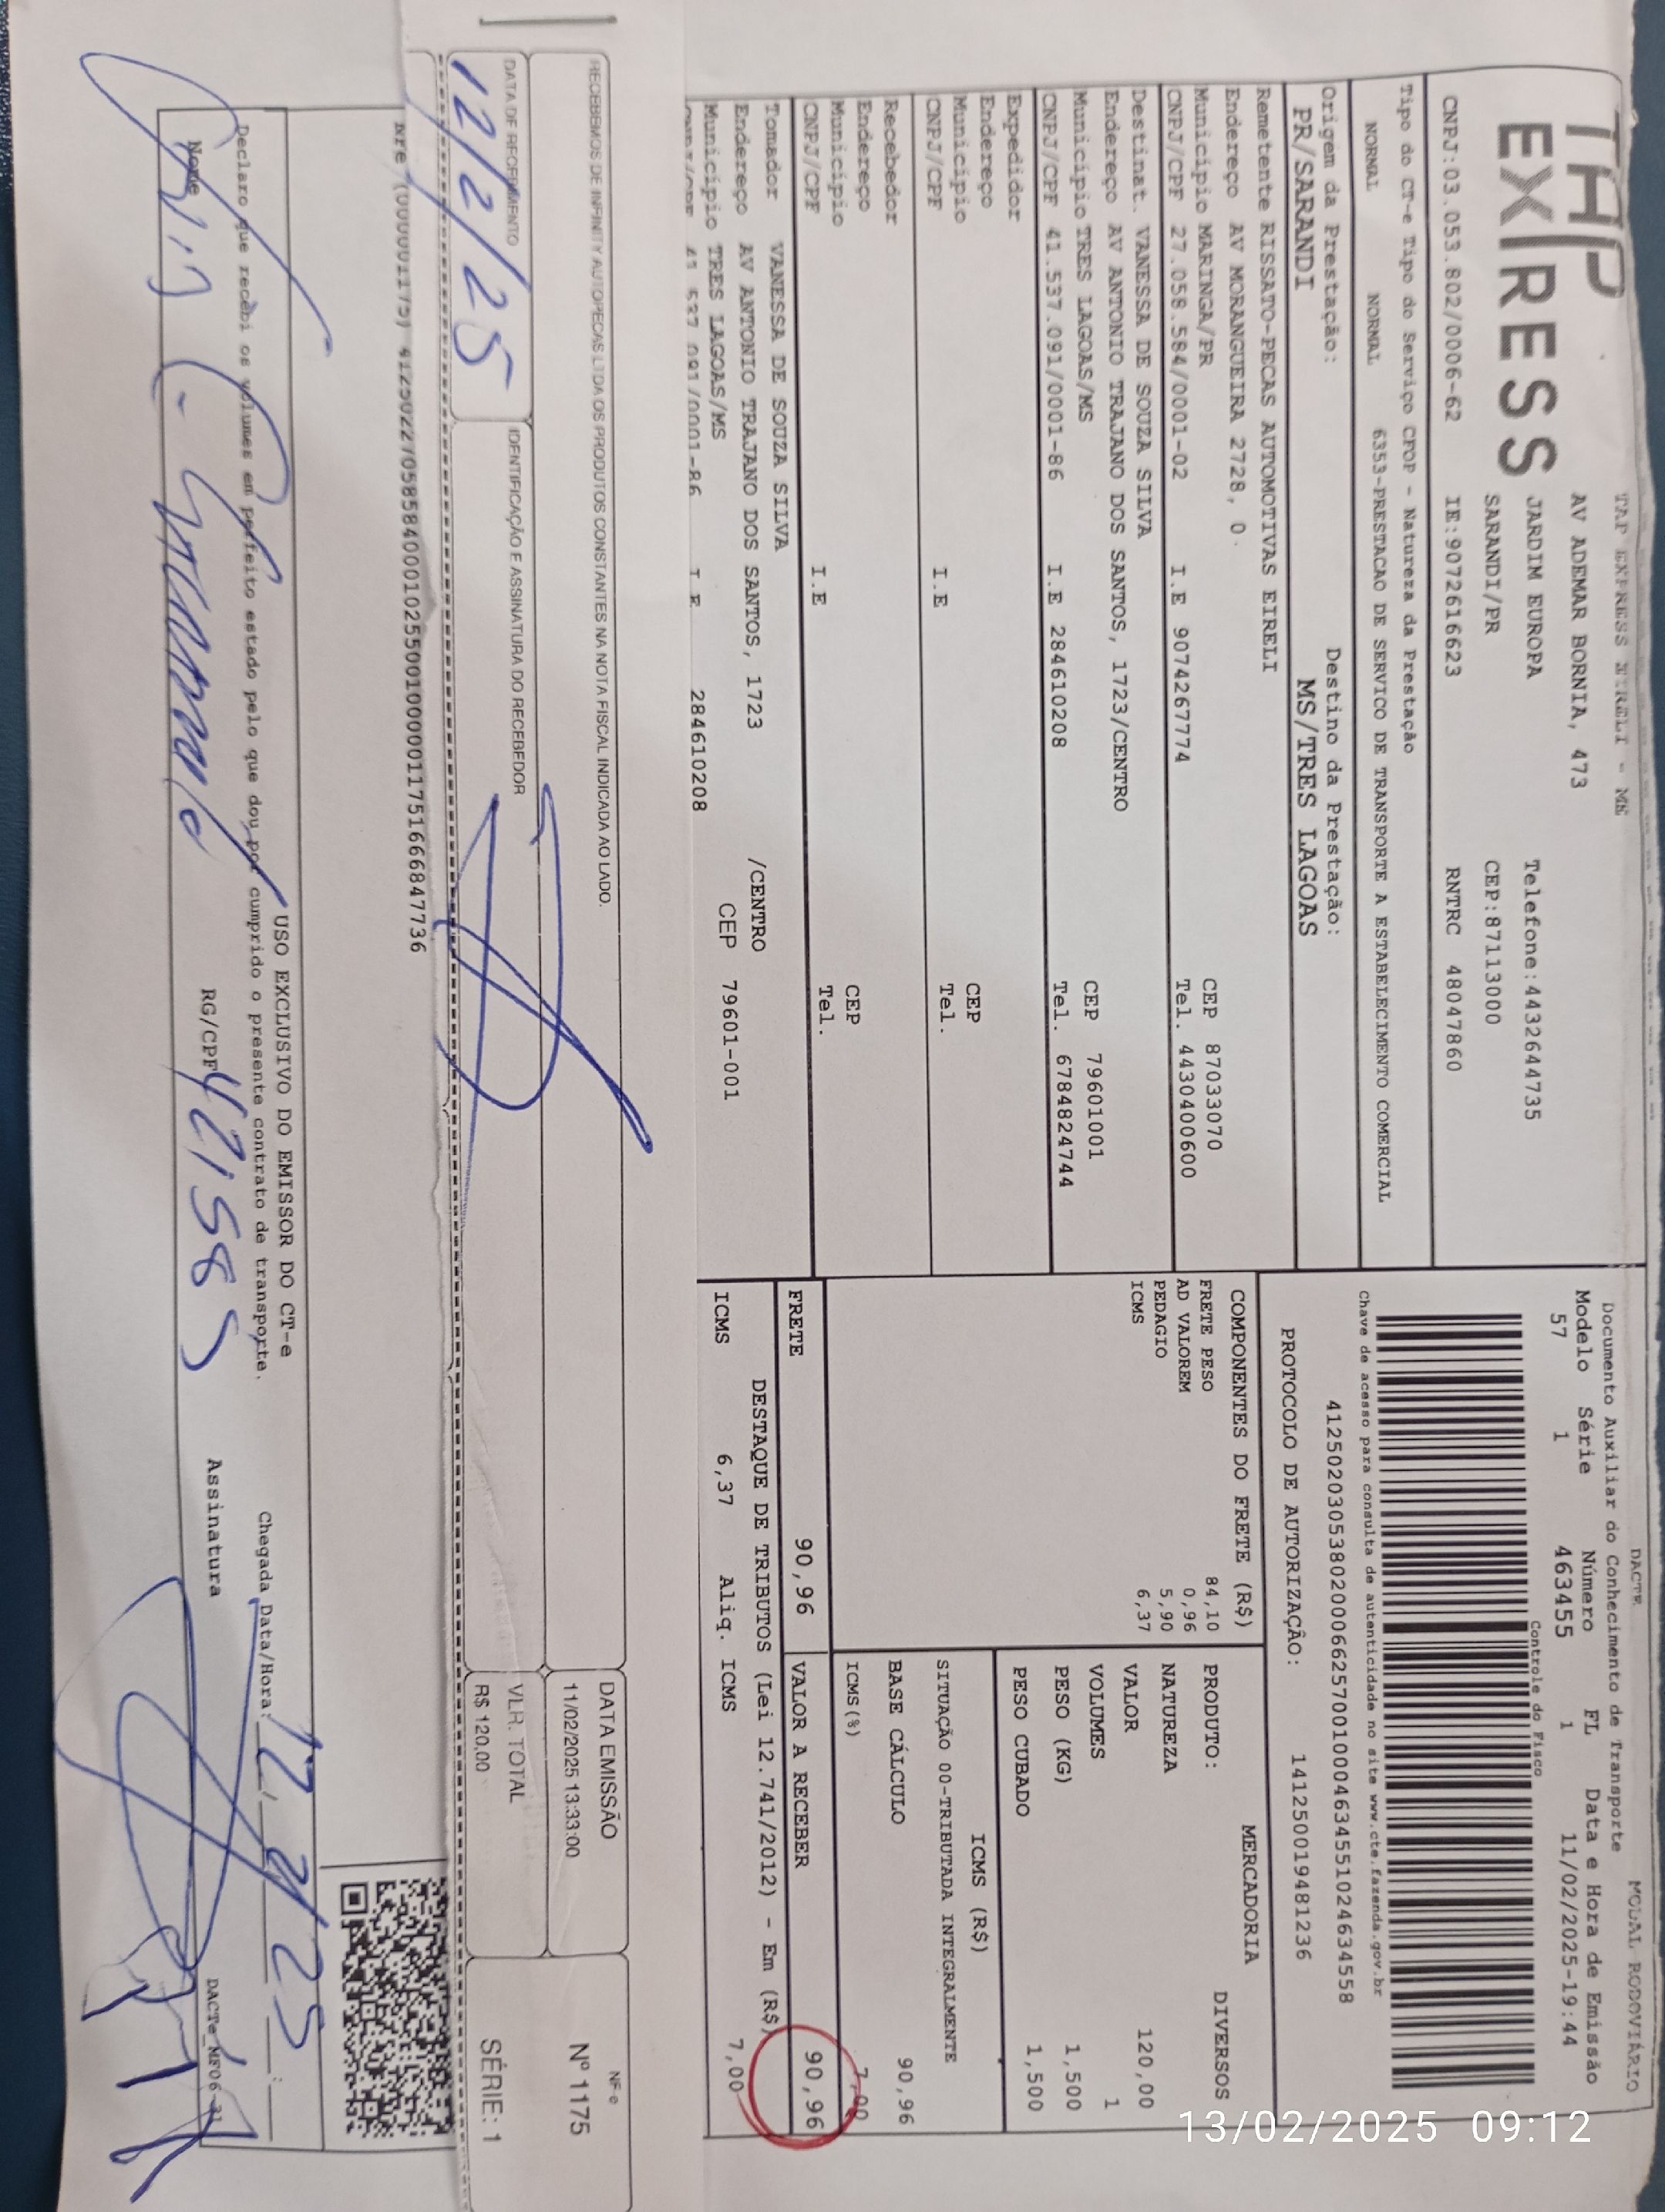 THP
EXPRESS
TAP EXPRESS EIRELI - ME
AV ADEMAR BORNIA, 473
JARDIM EUROPA Telefone:4432644735
SARANDI/PR CEP:87113000
CNPJ:03.053.802/0006-62 IE:9072616623 RNTRC 48047860
DACTE MODAL RODOVIÁRIO
Documento Auxiliar do Conhecimento de Transporte
Modelo Série Número FL Data e Hora de Emissão
57 1 463455 1 11/02/2025-19:44
Controle do Fisco
Chave de acesso para consulta de autenticidade no site www.cte.fazenda.gov.br
41250203053802000662570010004634551024634558
PROTOCOLO DE AUTORIZAÇÃO: 141250019481236
Tipo do CT-e Tipo do Serviço CFOP - Natureza da Prestação
NORMAL NORMAL 6353-PRESTACAO DE SERVICO DE TRANSPORTE A ESTABELECIMENTO COMERCIAL
Origem da Prestação: Destino da Prestação:
PR/SARANDI MS/TRES LAGOAS
Remetente RISSATO-PECAS AUTOMOTIVAS EIRELI
Endereço AV MORANGUEIRA 2728, 0
Município MARINGA/PR CEP 87033070
CNPJ/CPF 27.058.584/0001-02 I.E 9074267774 Tel. 4430400600
Destinat. VANESSA DE SOUZA SILVA
Endereço AV ANTONIO TRAJANO DOS SANTOS, 1723/CENTRO
Município TRES LAGOAS/MS CEP 79601001
CNPJ/CPF 41.537.091/0001-86 I.E 284610208 Tel. 6784824744
Expedidor
Endereço
Município CEP
CNPJ/CPF I.E Tel.
Recebedor
Endereço
Município CEP
CNPJ/CPF I.E Tel.
Tomador VANESSA DE SOUZA SILVA
Endereço AV ANTONIO TRAJANO DOS SANTOS, 1723 /CENTRO
Município TRES LAGOAS/MS CEP 79601-001
CNPJ/CPF 41.537.091/0001-86 I.E 284610208
COMPONENTES DO FRETE (R$)
FRETE PESO 84,10
AD VALOREM 0,96
PEDAGIO 5,90
ICMS 6,37
MERCADORIA
PRODUTO: DIVERSOS
NATUREZA
VALOR 120,00
VOLUMES 1
PESO (KG) 1,500
PESO CUBADO 1,500
ICMS (R$)
SITUAÇÃO 00-TRIBUTADA INTEGRALMENTE
BASE CÁLCULO 90,96
ICMS(%) 7,00
FRETE 90,96 VALOR A RECEBER 90,96
DESTAQUE DE TRIBUTOS (Lei 12.741/2012) - Em (R$)
ICMS 6,37 Aliq. ICMS 7,00
RECEBEMOS DE INFINITY AUTOPECAS LTDA OS PRODUTOS CONSTANTES NA NOTA FISCAL INDICADA AO LADO.
DATA DE RECEBIMENTO IDENTIFICAÇÃO E ASSINATURA DO RECEBEDOR
12/2/25
DATA EMISSÃO
11/02/2025 13:33:00
VLR. TOTAL
R$ 120,00
NF-e
Nº 1175
SÉRIE: 1
NFe (000001175) 41250227058584000102550010000011751666847736
USO EXCLUSIVO DO EMISSOR DO CT-e
Declaro que recebi os volumes em perfeito estado pelo que dou por cumprido o presente contrato de transporte.
Chegada Data/Hora:
Nome RG/CPF Assinatura
DACTe_MF06
13/02/2025 09:12